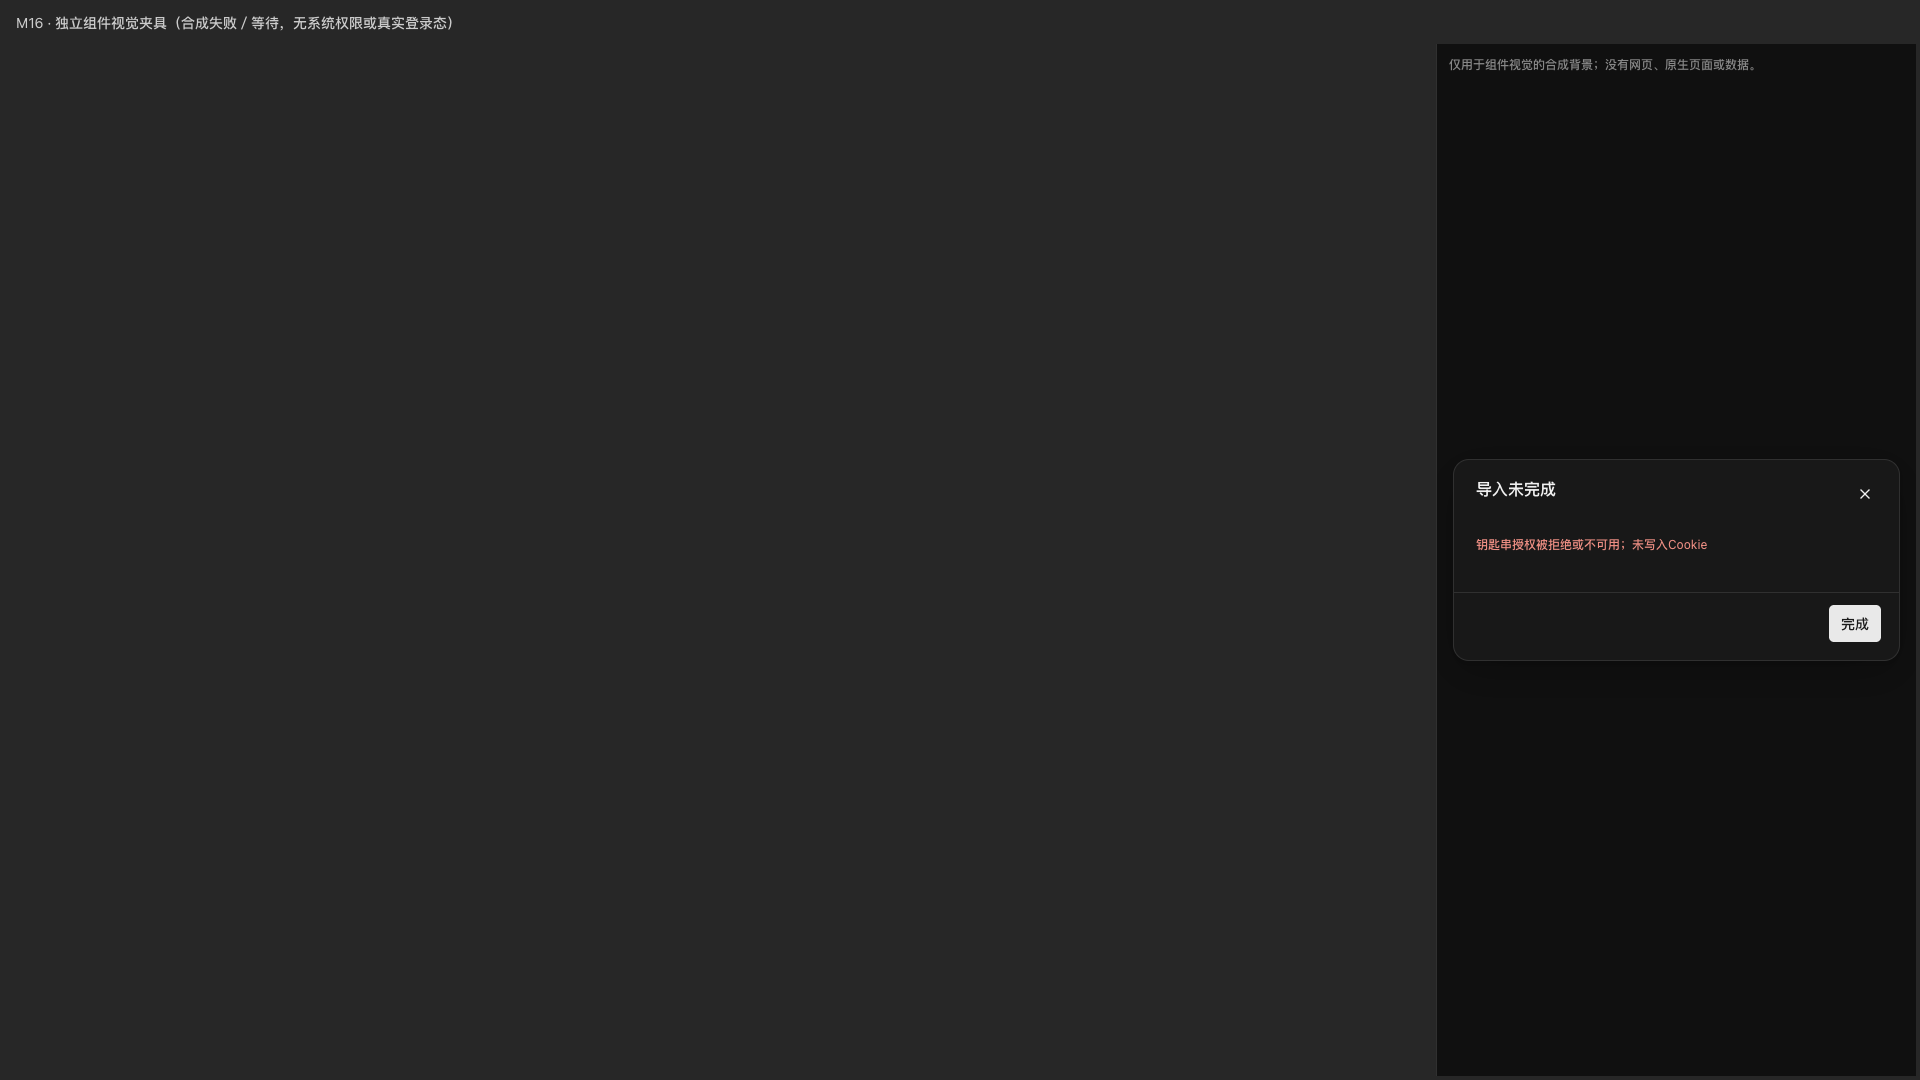 M16 · 独立组件视觉夹具（合成失败 / 等待，无系统权限或真实登录态）
仅用于组件视觉的合成背景；没有网页、原生页面或数据。
导入未完成
钥匙串授权被拒绝或不可用；未写入Cookie
完成